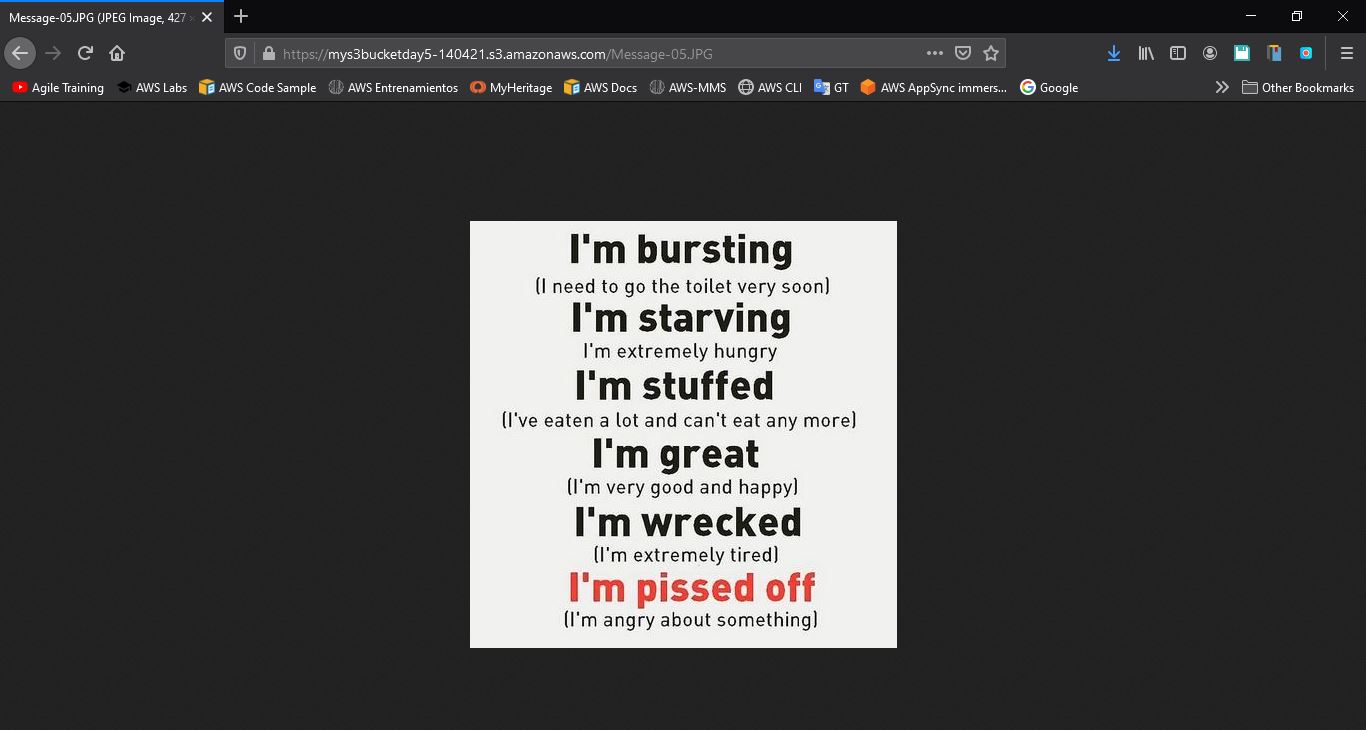 Message-05.JPG (JPEG Image, 427
https://mys3bucketday5-140421.s3.amazonaws.com/Message-05.JPG
Agile Training AWS Labs AWS Code Sample AWS Entrenamientos MyHeritage AWS Docs AWS-MMS AWS CLI GT AWS AppSync immers... Google Other Bookmarks
I'm bursting
(I need to go the toilet very soon)
I'm starving
I'm extremely hungry
I'm stuffed
(I've eaten a lot and can't eat any more)
I'm great
(I'm very good and happy)
I'm wrecked
(I'm extremely tired)
I'm pissed off
(I'm angry about something)